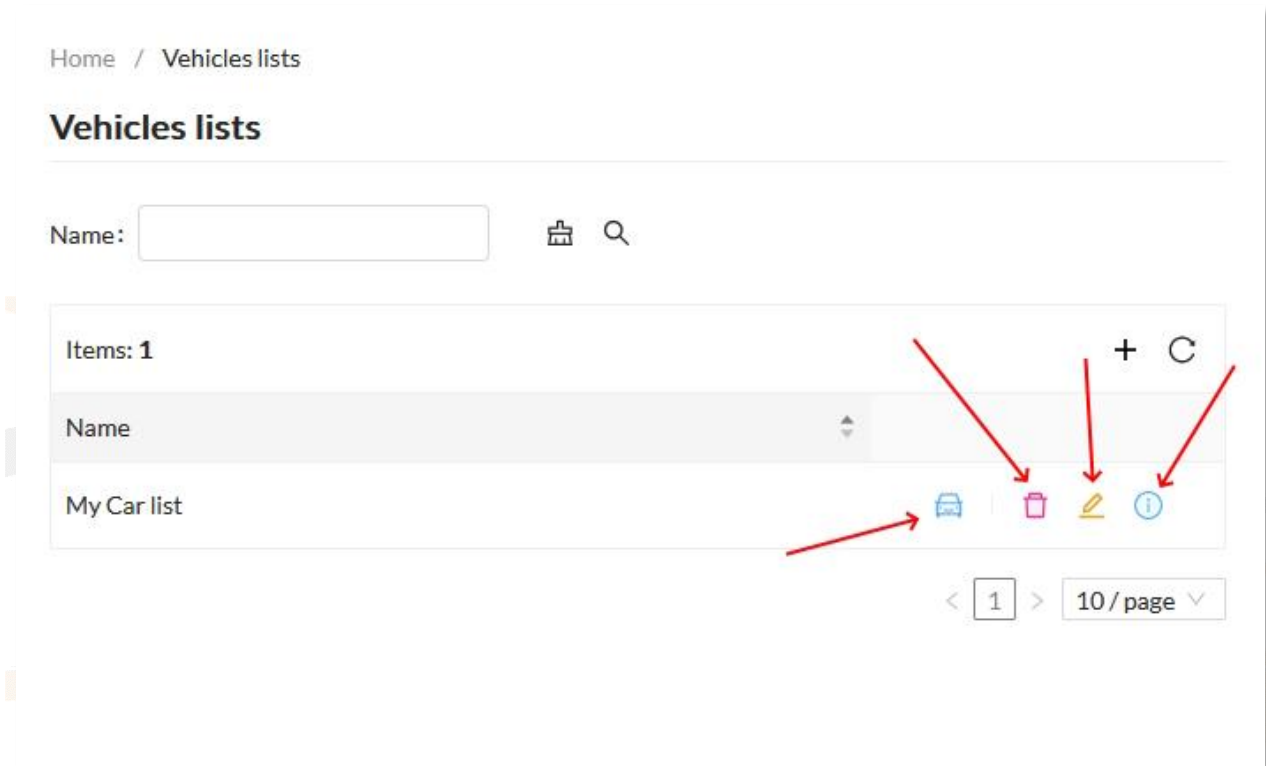 Home / Vehicles lists
Vehicles lists
Name:
Items: 1
Name
My Car list
< 1 > 10 / page